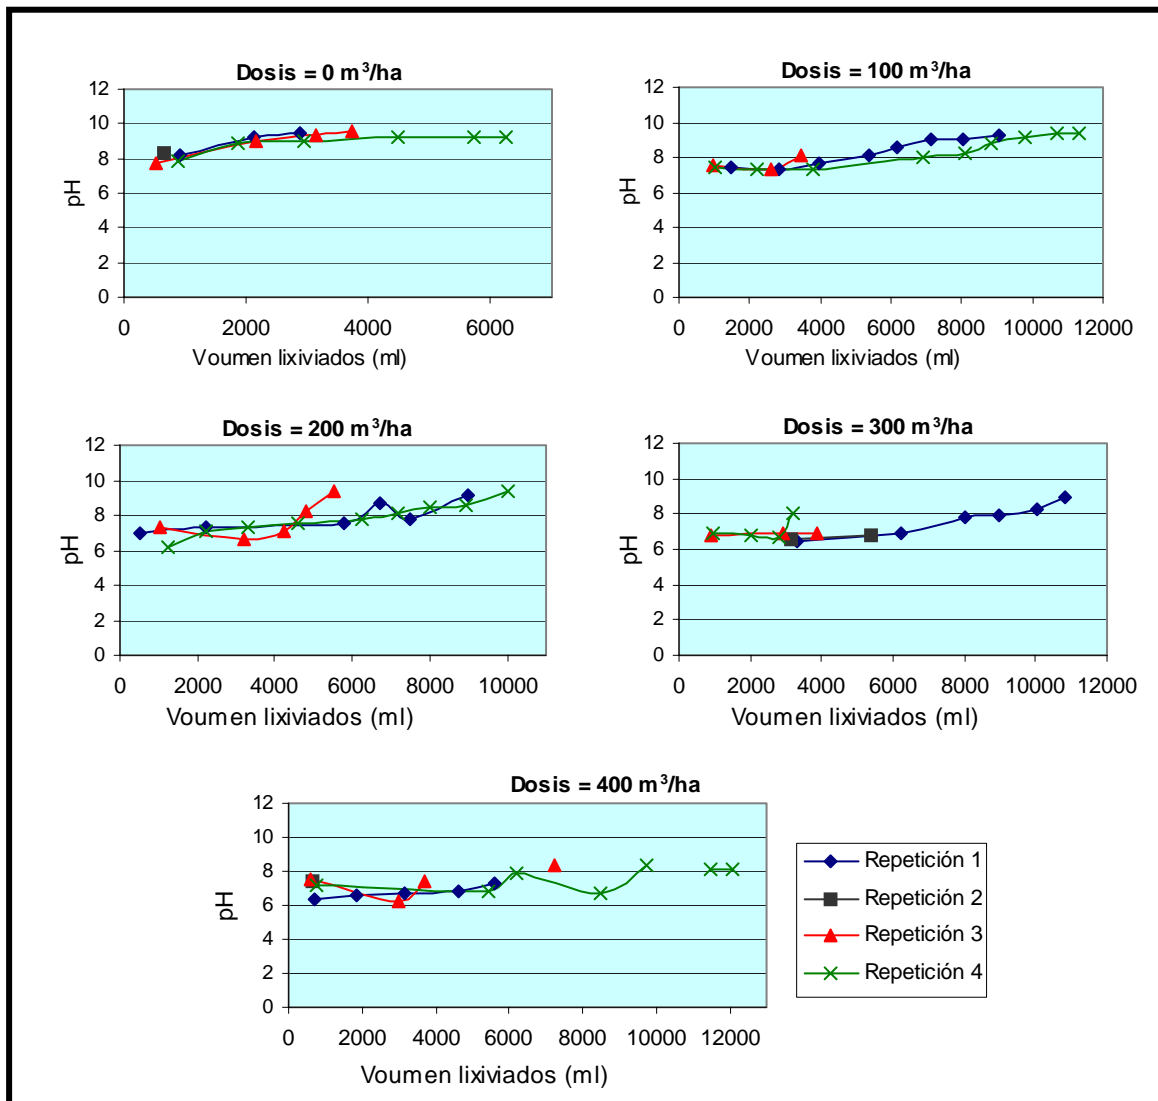 Dosis = 0 m³/ha
12
10
8
6
4
2
0
pH
0 2000 4000 6000
Voumen lixiviados (ml)
Dosis = 100 m³/ha
12
10
8
6
4
2
0
pH
0 2000 4000 6000 8000 10000 12000
Voumen lixiviados (ml)
Dosis = 200 m³/ha
12
10
8
6
4
2
0
pH
0 2000 4000 6000 8000 10000
Voumen lixiviados (ml)
Dosis = 300 m³/ha
12
10
8
6
4
2
0
pH
0 2000 4000 6000 8000 10000 12000
Voumen lixiviados (ml)
Dosis = 400 m³/ha
12
10
8
6
4
2
0
pH
0 2000 4000 6000 8000 10000 12000
Voumen lixiviados (ml)
Repetición 1
Repetición 2
Repetición 3
Repetición 4